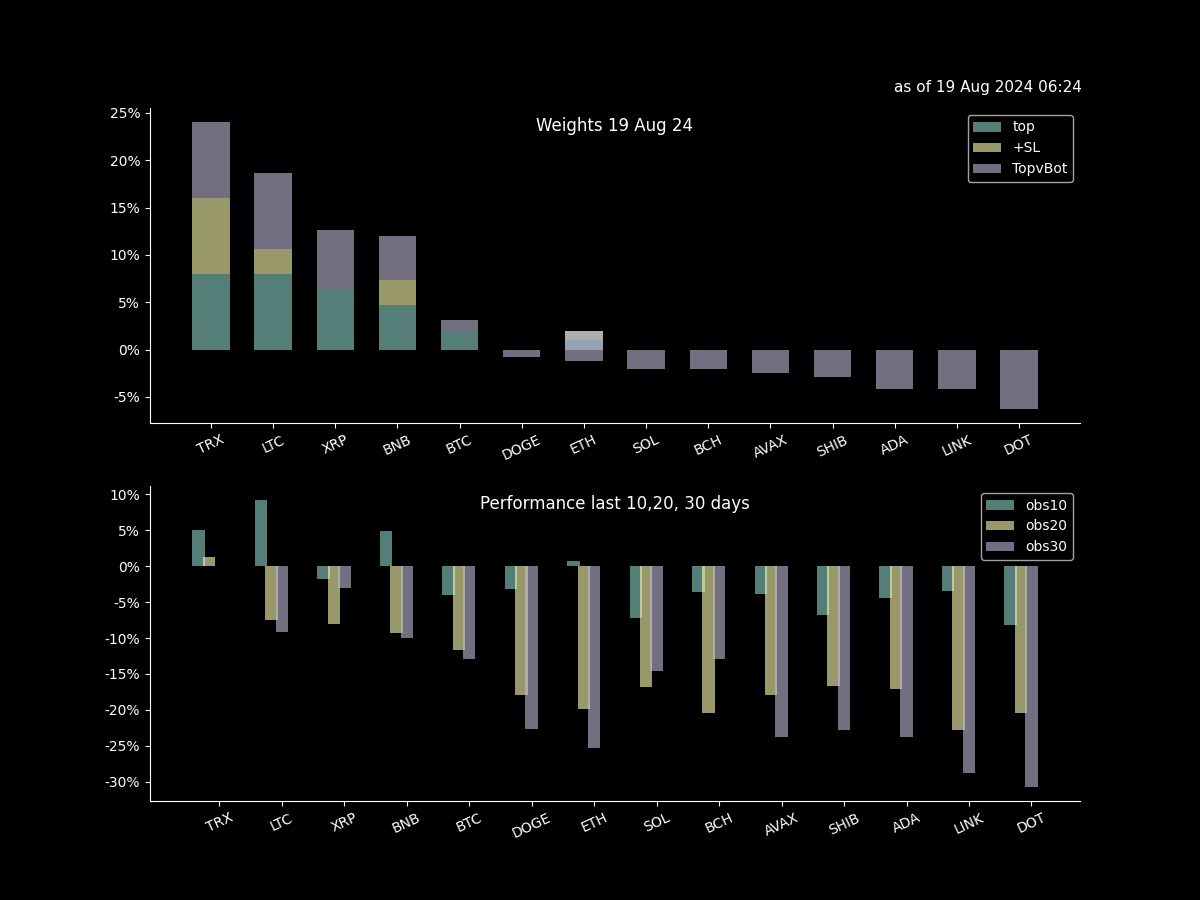 as of 19 Aug 2024 06:24
Weights 19 Aug 24
top
+SL
TopvBot
25%
20%
15%
10%
5%
0%
-5%
TRX LTC XRP BNB BTC DOGE ETH SOL BCH AVAX SHIB ADA LINK DOT
Performance last 10,20, 30 days
obs10
obs20
obs30
10%
5%
0%
-5%
-10%
-15%
-20%
-25%
-30%
TRX LTC XRP BNB BTC DOGE ETH SOL BCH AVAX SHIB ADA LINK DOT